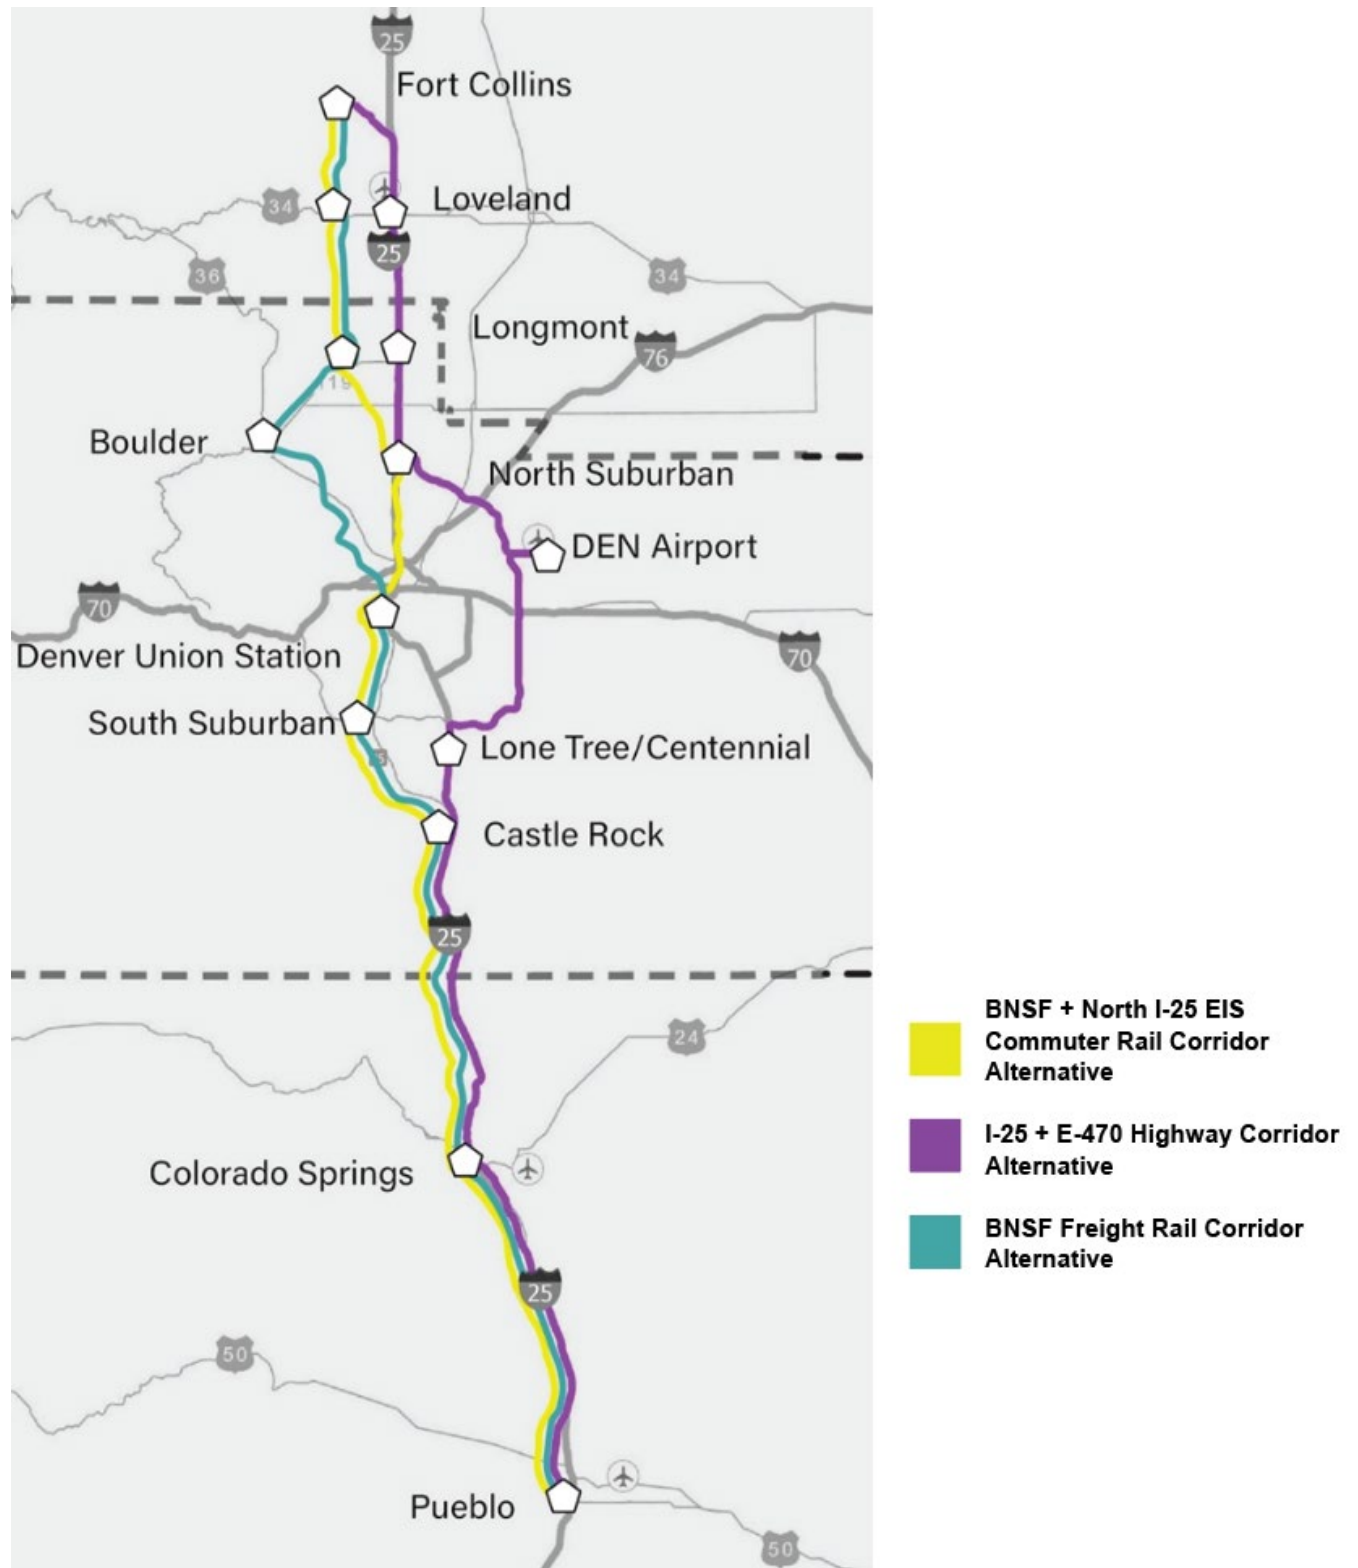 25
Fort Collins
34
Loveland
25
36
34
Longmont
76
119
Boulder
North Suburban
DEN Airport
70
Denver Union Station
70
South Suburban
Lone Tree/Centennial
Castle Rock
25
BNSF + North I-25 EIS
Commuter Rail Corridor
Alternative
24
I-25 + E-470 Highway Corridor
Alternative
Colorado Springs
BNSF Freight Rail Corridor
Alternative
25
50
Pueblo
50